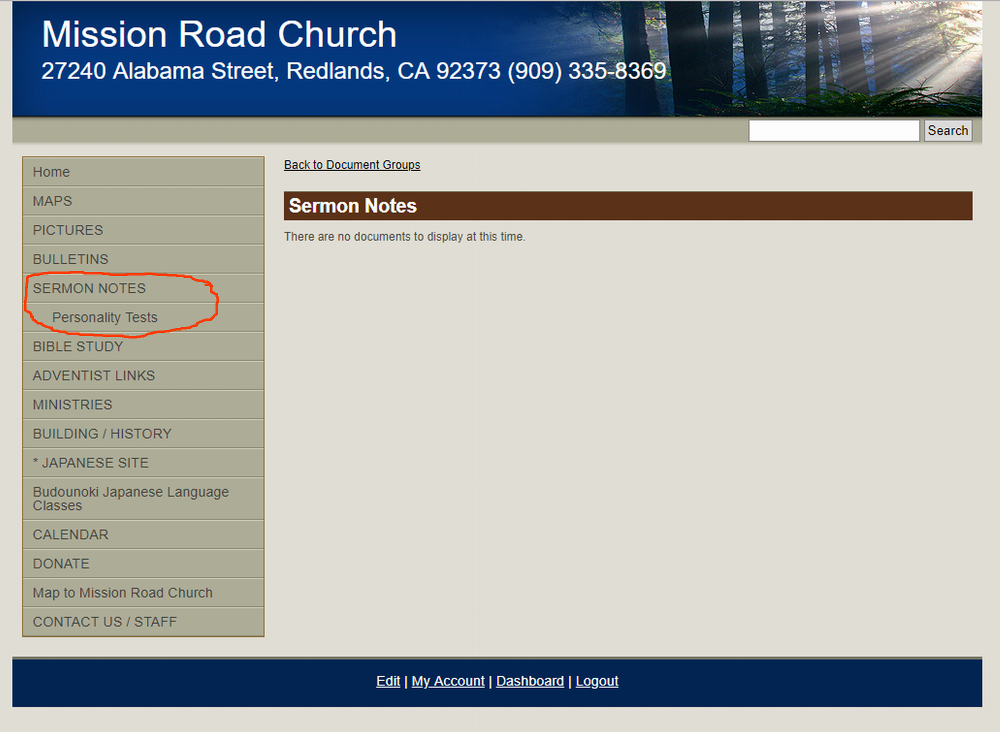 Mission Road Church
27240 Alabama Street, Redlands, CA 92373 (909) 335-8369
Search
Home
MAPS
PICTURES
BULLETINS
SERMON NOTES
Personality Tests
BIBLE STUDY
ADVENTIST LINKS
MINISTRIES
BUILDING / HISTORY
* JAPANESE SITE
Budounoki Japanese Language
Classes
CALENDAR
DONATE
Map to Mission Road Church
CONTACT US / STAFF
Back to Document Groups
Sermon Notes
There are no documents to display at this time.
Edit | My Account | Dashboard | Logout